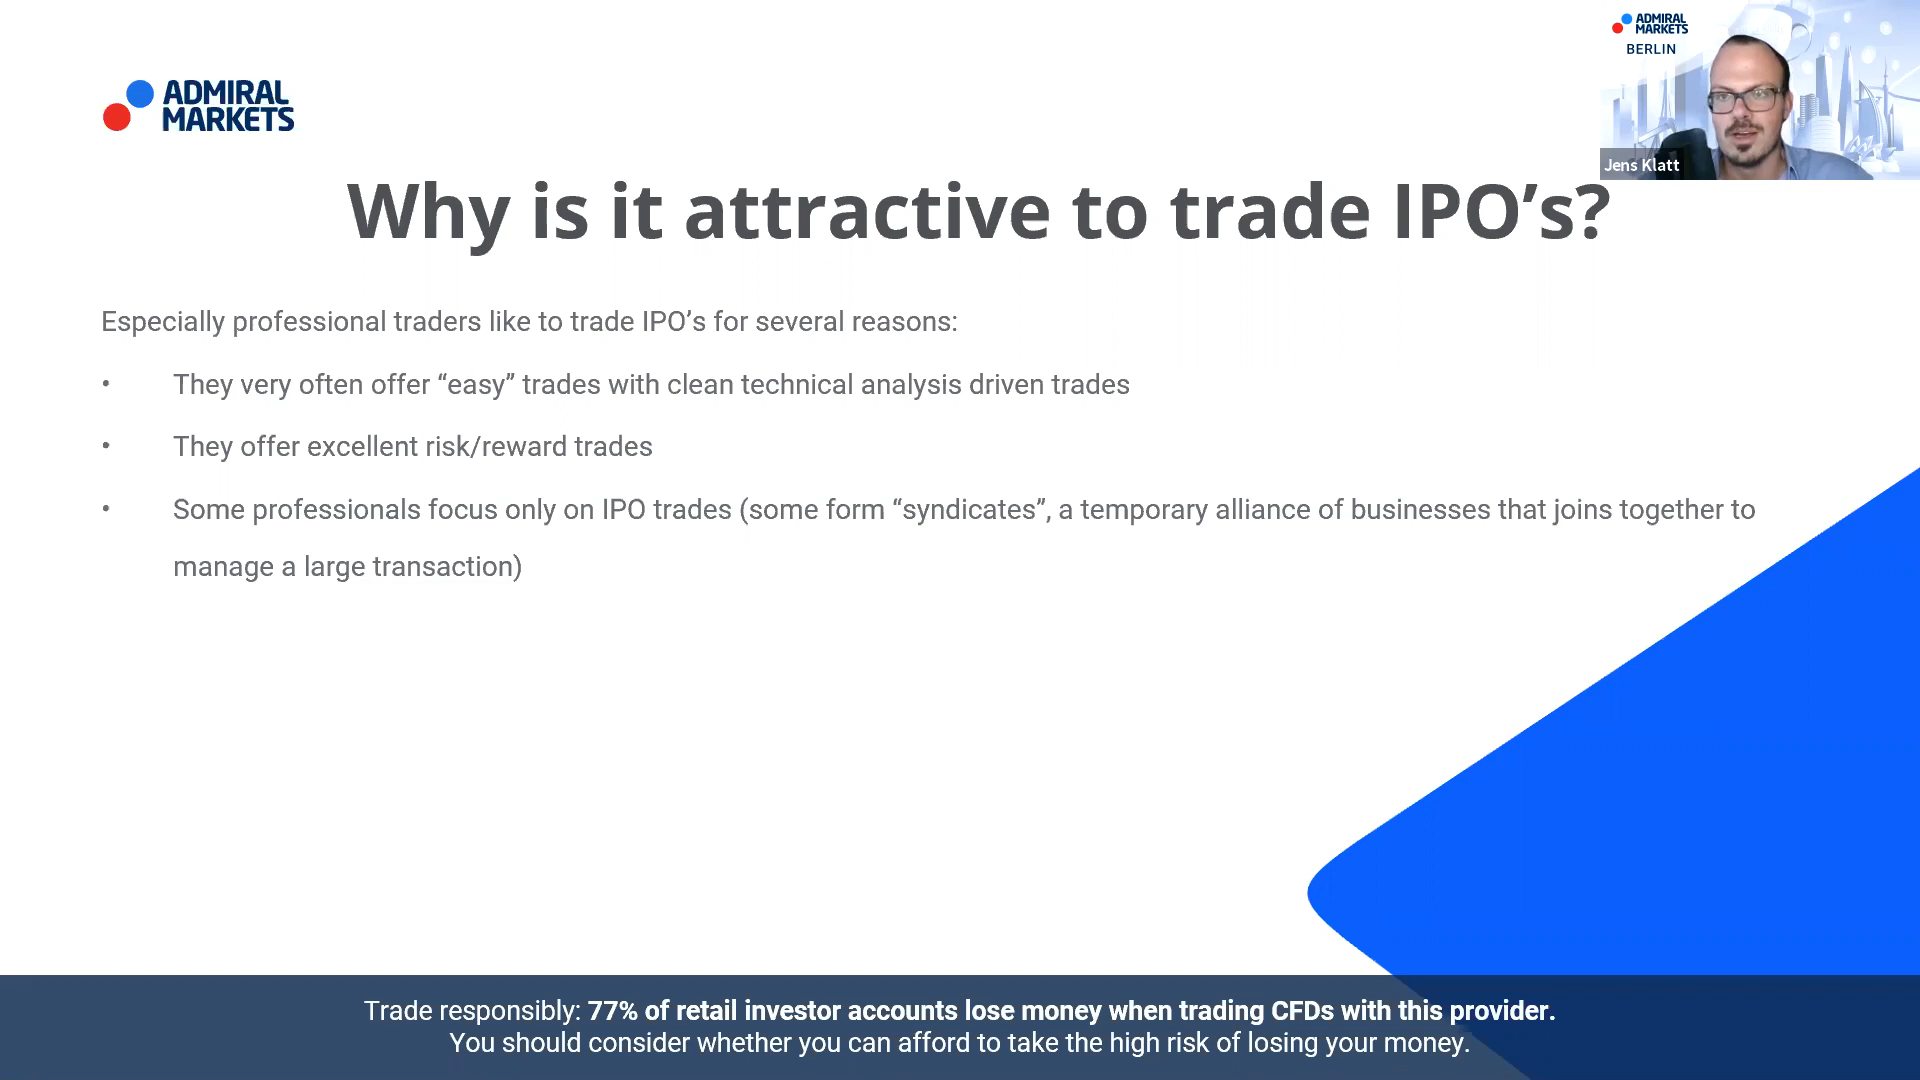 ADMIRAL
MARKETS
BERLIN
Jens Klatt
ADMIRAL
MARKETS
Why is it attractive to trade IPO’s?
Especially professional traders like to trade IPO’s for several reasons:
• They very often offer “easy” trades with clean technical analysis driven trades
• They offer excellent risk/reward trades
• Some professionals focus only on IPO trades (some form “syndicates”, a temporary alliance of businesses that joins together to
manage a large transaction)
Trade responsibly: 77% of retail investor accounts lose money when trading CFDs with this provider.
You should consider whether you can afford to take the high risk of losing your money.